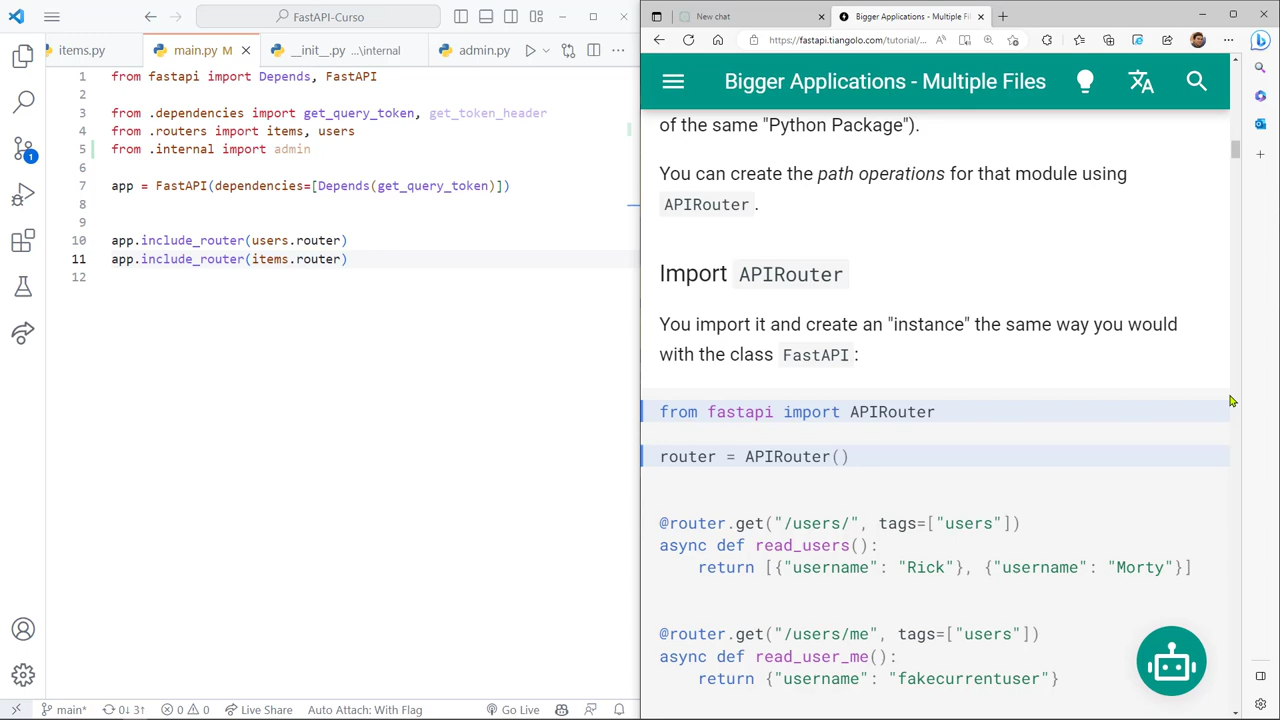 FastAPI-Curso
items.py
main.py M
__init__.py ...\internal
admin.py
1 from fastapi import Depends, FastAPI
2
3 from .dependencies import get_query_token, get_token_header
4 from .routers import items, users
5 from .internal import admin
6
7 app = FastAPI(dependencies=[Depends(get_query_token)])
8
9
10 app.include_router(users.router)
11 app.include_router(items.router)
12
1
main*
0↓ 3↑
0
0
Live Share
Auto Attach: With Flag
Go Live
New chat
Bigger Applications - Multiple Fi
https://fastapi.tiangolo.com/tutorial/...
Bigger Applications - Multiple Files
of the same "Python Package").
You can create the path operations for that module using
APIRouter.
Import APIRouter
You import it and create an "instance" the same way you would
with the class FastAPI:
from fastapi import APIRouter
router = APIRouter()
@router.get("/users/", tags=["users"])
async def read_users():
return [{"username": "Rick"}, {"username": "Morty"}]
@router.get("/users/me", tags=["users"])
async def read_user_me():
return {"username": "fakecurrentuser"}